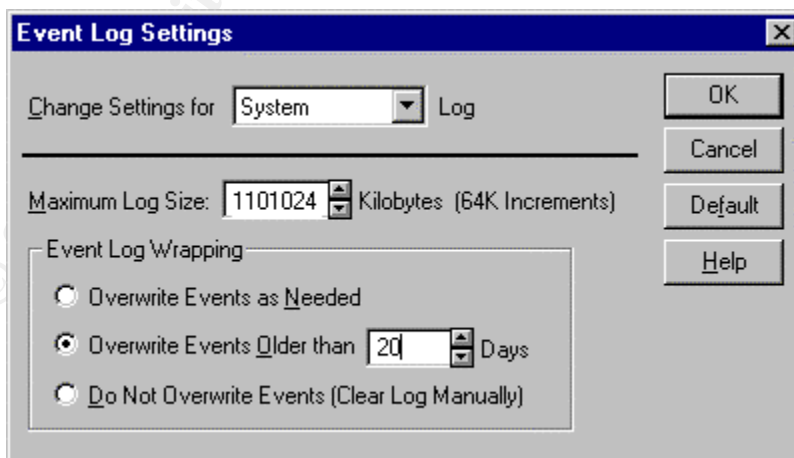 Event Log Settings
Change Settings for System Log
OK
Cancel
Maximum Log Size: 1101024 Kilobytes (64K Increments)
Default
Event Log Wrapping
Help
Overwrite Events as Needed
Overwrite Events Older than 20 Days
Do Not Overwrite Events (Clear Log Manually)